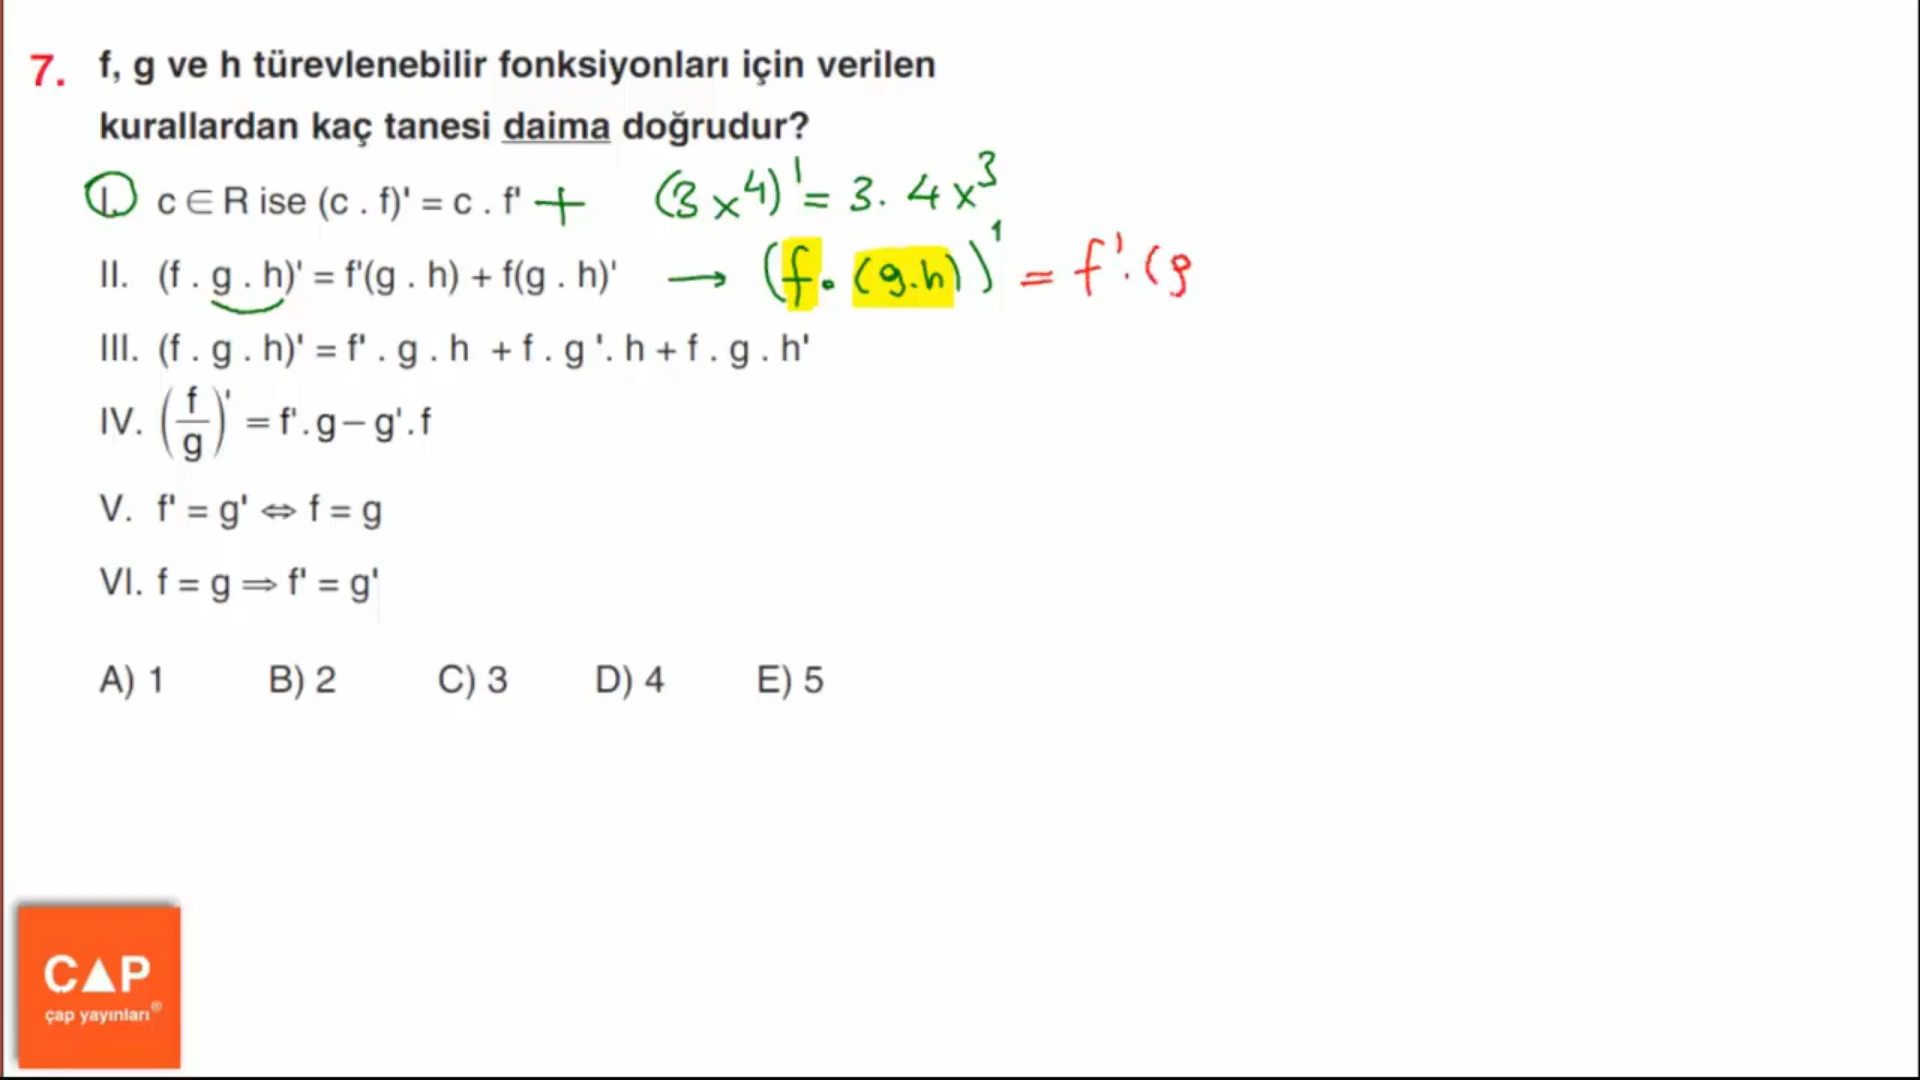 7. f, g ve h türevlenebilir fonksiyonları için verilen
kurallardan kaç tanesi daima doğrudur?
I. c ∈ R ise (c . f)' = c . f' + (3x⁴)' = 3 . 4x³
II. (f . g . h)' = f'(g . h) + f(g . h)' → (f . (g.h))' = f'.(g
III. (f . g . h)' = f' . g . h + f . g '. h + f . g . h'
IV. (f/g)' = f'.g − g'.f
V. f' = g' ⇔ f = g
VI. f = g ⇒ f' = g'
A) 1 B) 2 C) 3 D) 4 E) 5
ÇAP
çap yayınları®